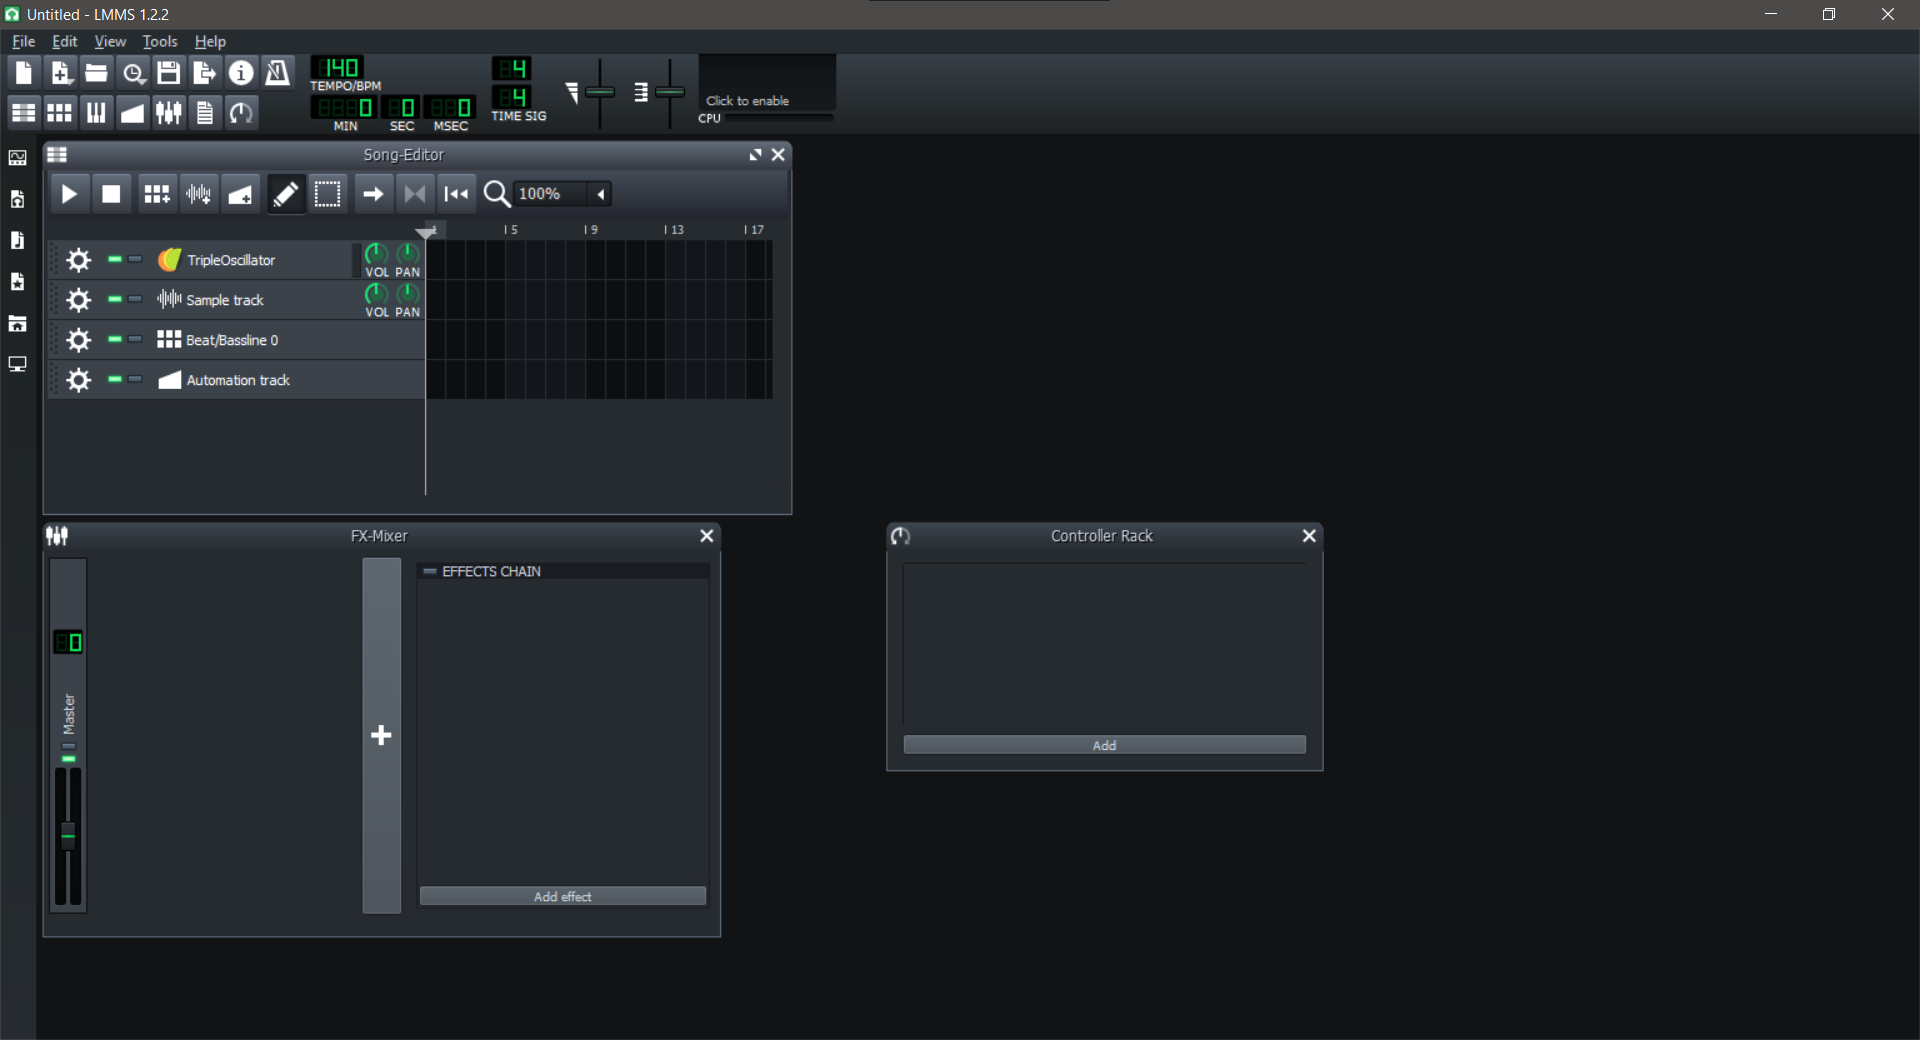 Untitled - LMMS 1.2.2
File Edit View Tools Help
140
TEMPO/BPM
0 0 0
MIN SEC MSEC
4
4
TIME SIG
Click to enable
CPU
Song-Editor
100%
1 5 9 13 17
TripleOscillator VOL PAN
Sample track VOL PAN
Beat/Bassline 0
Automation track
FX-Mixer
EFFECTS CHAIN
0
Master
Add effect
Controller Rack
Add